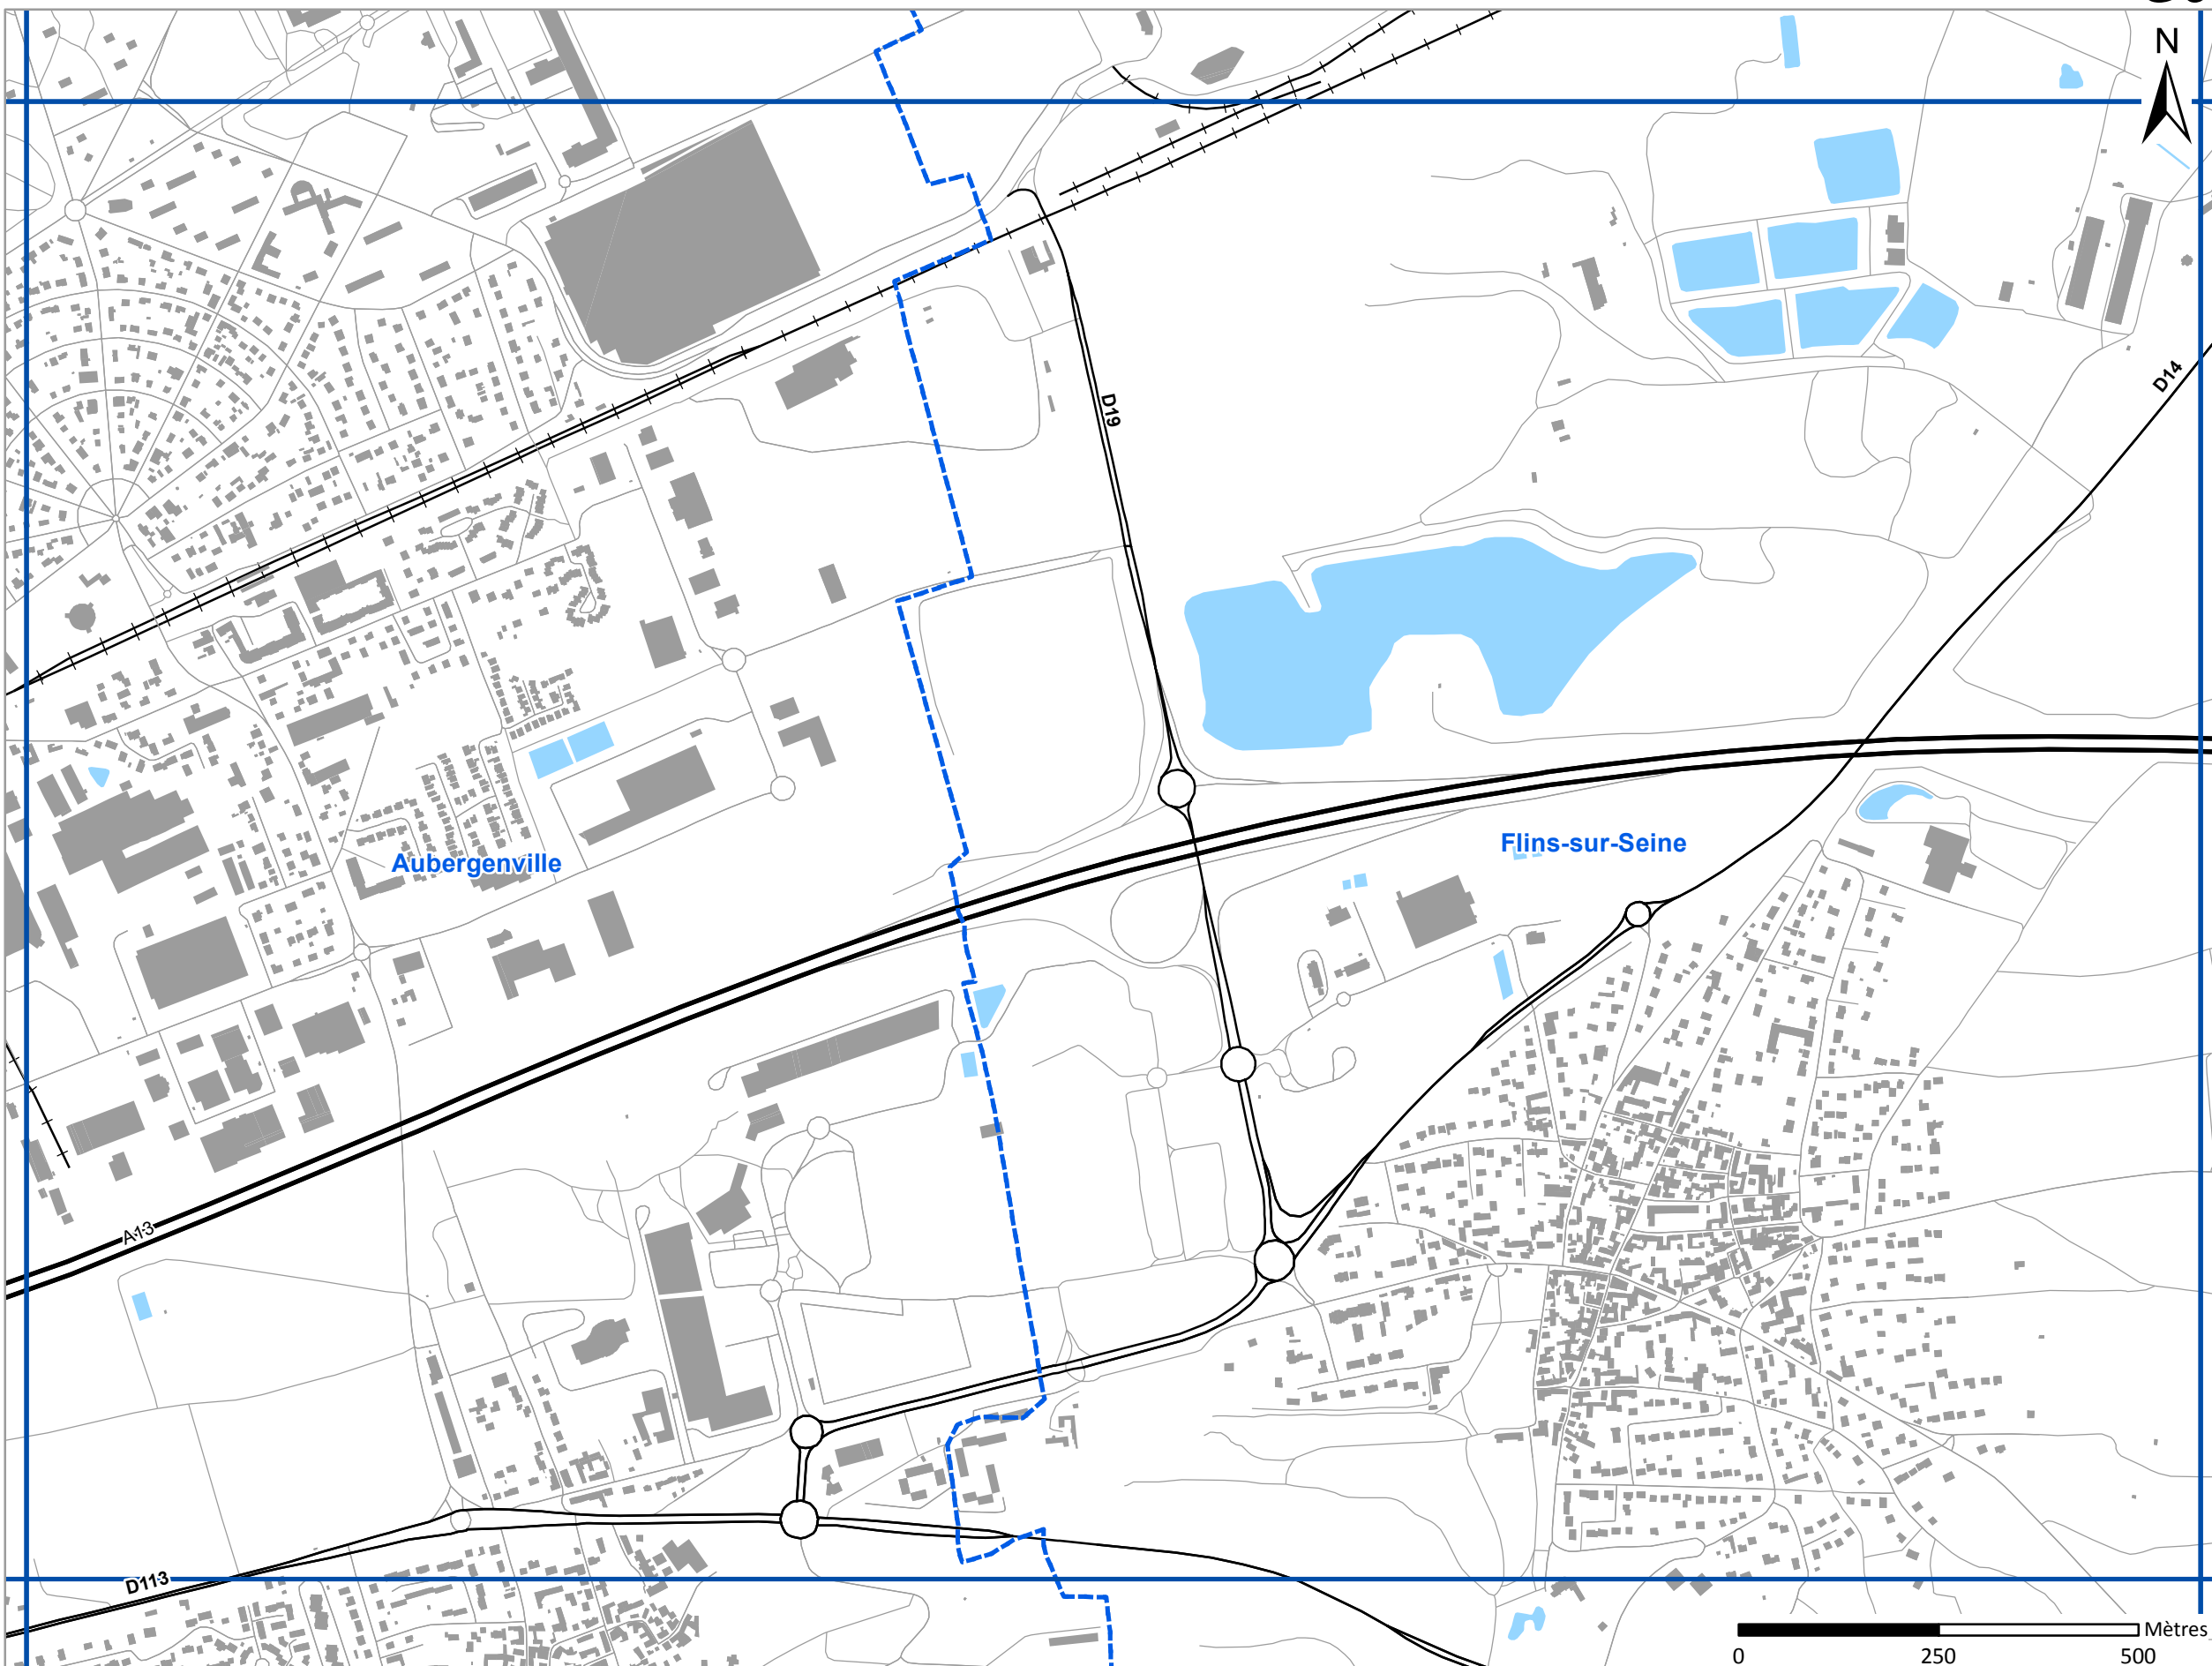 N
D14
D19
Flins-sur-Seine
Aubergenville
A13
D113
Mètres
0 250 500